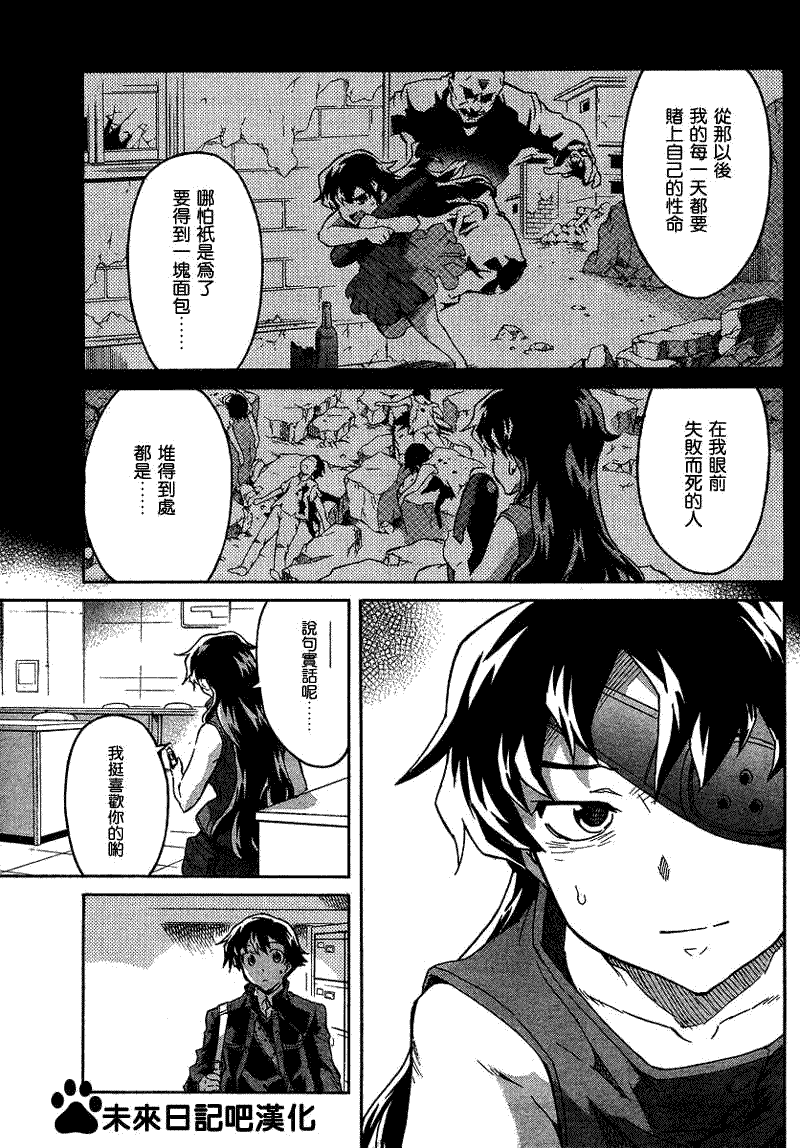 從那以後
我的每一天都要
賭上自己的性命
哪怕衹是爲了
要得到一塊面包……
在我眼前
失敗而死的人
堆得到處
都是……
——
說句實話呢……
我挺喜歡你的喲
未來日記吧漢化